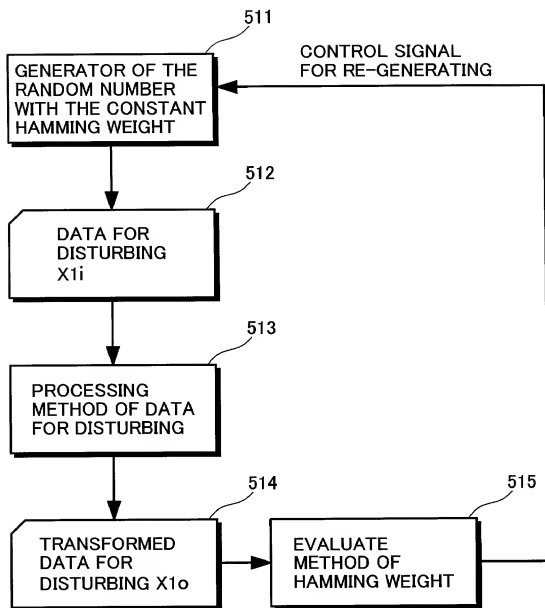 511
CONTROL SIGNAL
FOR RE-GENERATING
GENERATOR OF THE
RANDOM NUMBER
WITH THE CONSTANT
HAMMING WEIGHT
512
DATA FOR
DISTURBING
X1i
513
PROCESSING
METHOD OF DATA
FOR DISTURBING
514
TRANSFORMED
DATA FOR
DISTURBING X1o
515
EVALUATE
METHOD OF
HAMMING WEIGHT